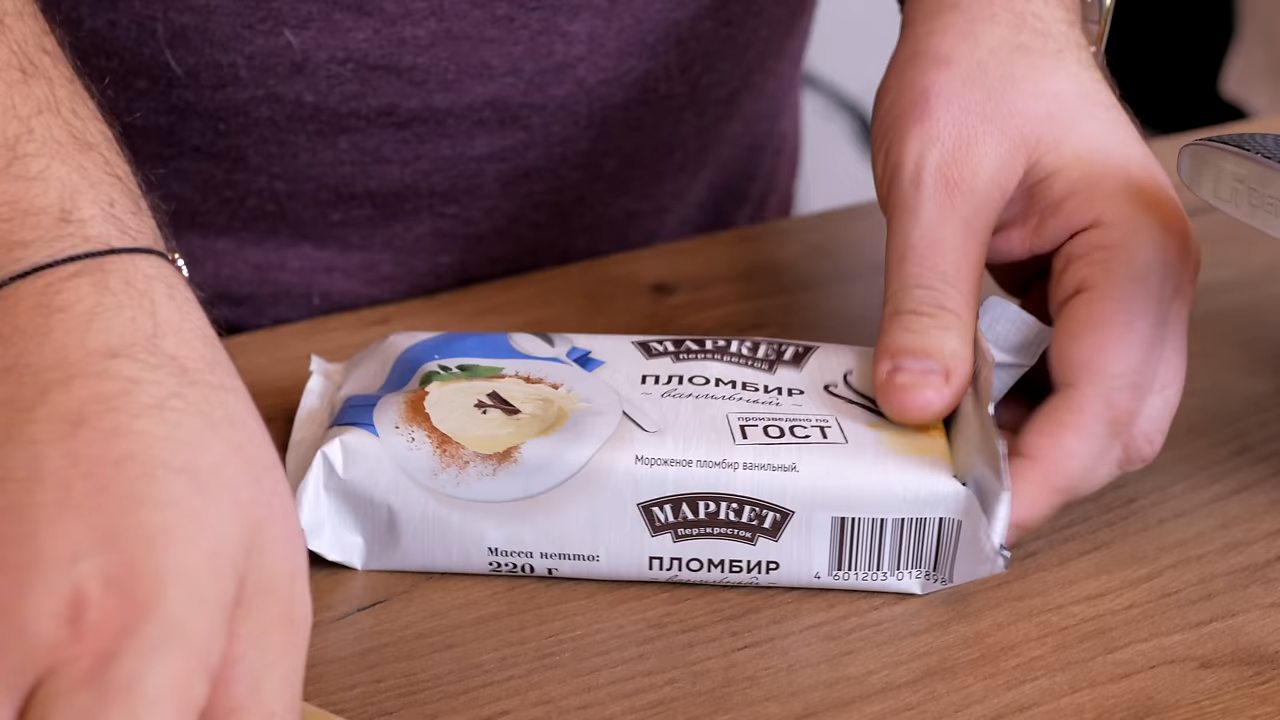 МАРКЕТ
Перекресток
ПЛОМБИР
~ ванильный ~
произведено по
ГОСТ
Мороженое пломбир ванильный.
МАРКЕТ
Перекресток
Масса нетто:
220 г
ПЛОМБИР
~ ванильный ~
4 601203 012898